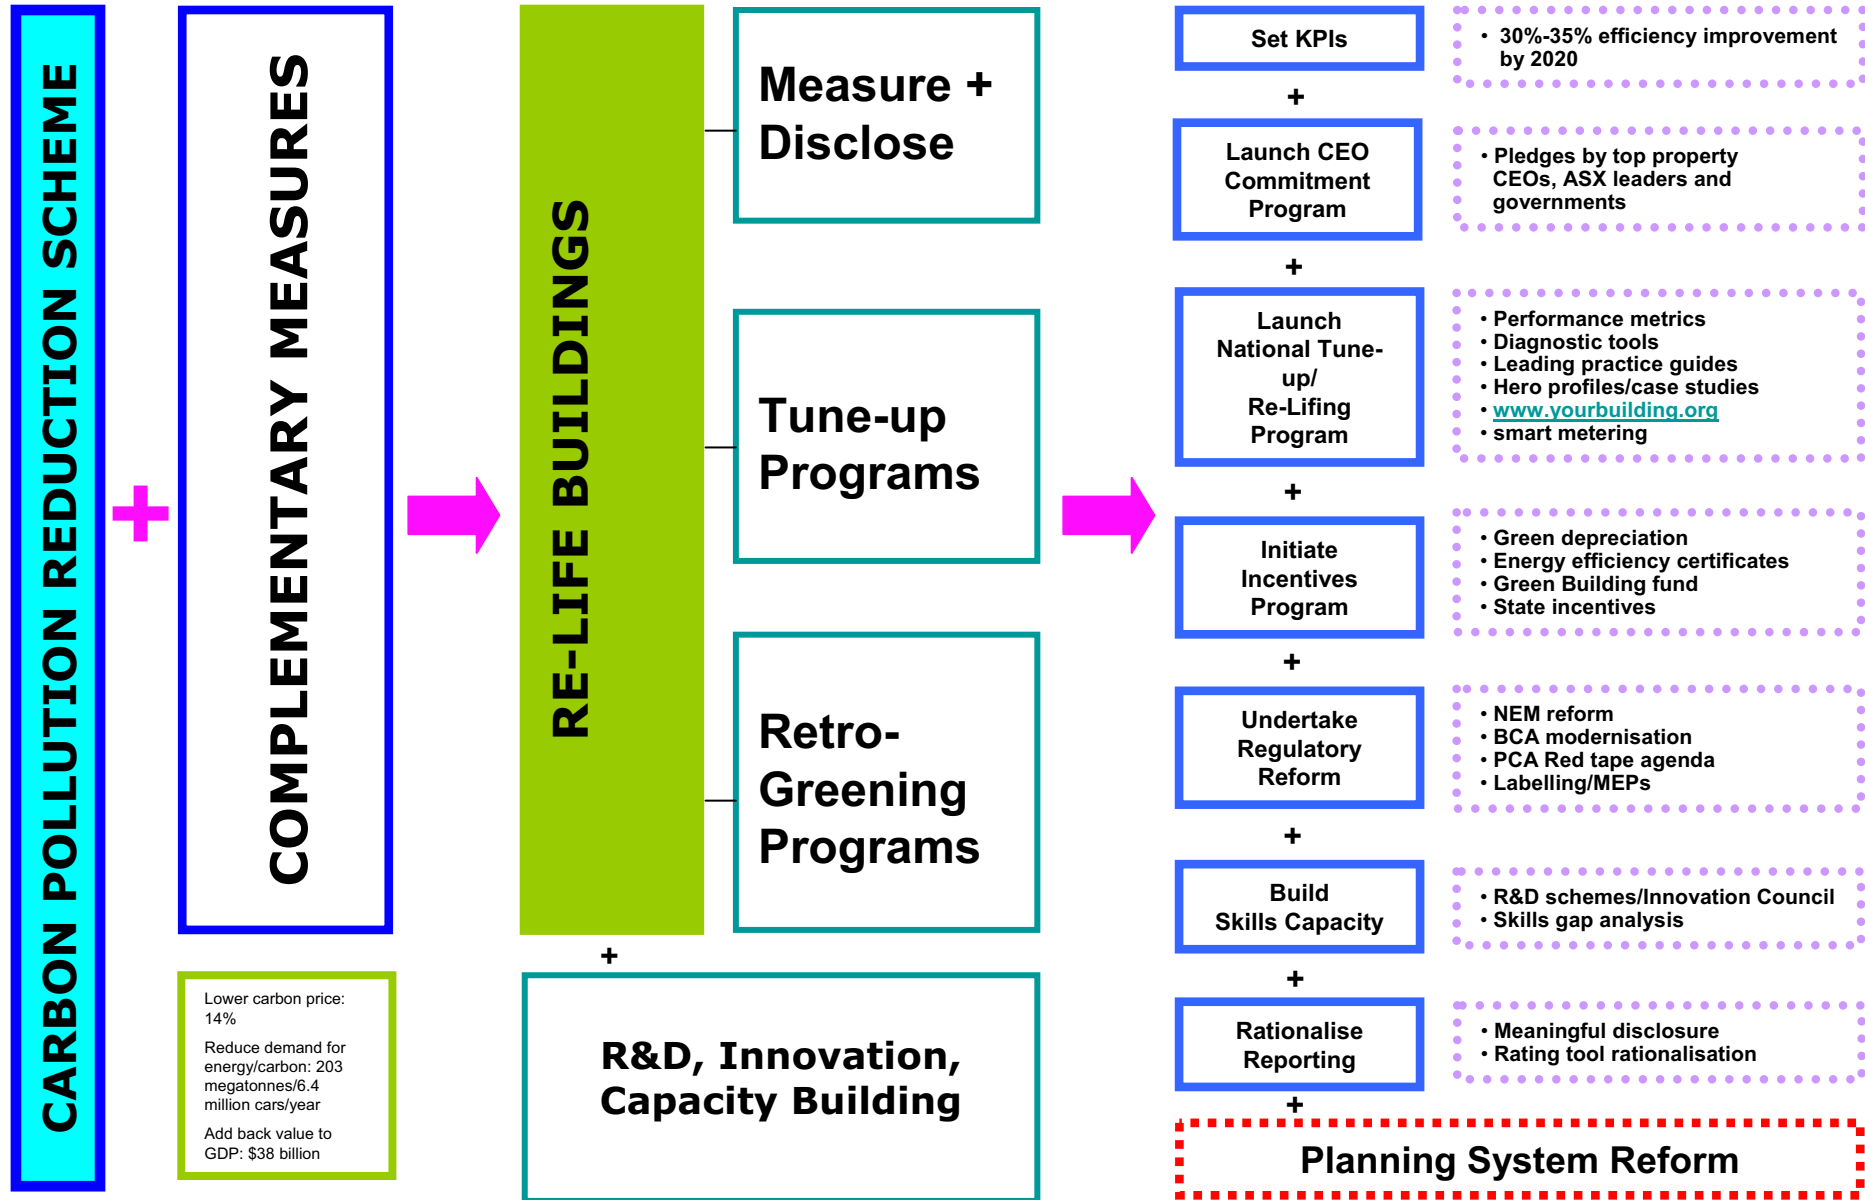 CARBON POLLUTION REDUCTION SCHEME
+
COMPLEMENTARY MEASURES
Lower carbon price:
14%
Reduce demand for
energy/carbon: 203
megatonnes/6.4
million cars/year
Add back value to
GDP: $38 billion
RE-LIFE BUILDINGS
Measure +
Disclose
Tune-up
Programs
Retro-
Greening
Programs
+
R&D, Innovation,
Capacity Building
Set KPIs
• 30%-35% efficiency improvement
by 2020
+
Launch CEO
Commitment
Program
• Pledges by top property
CEOs, ASX leaders and
governments
+
Launch
National Tune-
up/
Re-Lifing
Program
• Performance metrics
• Diagnostic tools
• Leading practice guides
• Hero profiles/case studies
• www.yourbuilding.org
• smart metering
+
Initiate
Incentives
Program
• Green depreciation
• Energy efficiency certificates
• Green Building fund
• State incentives
+
Undertake
Regulatory
Reform
• NEM reform
• BCA modernisation
• PCA Red tape agenda
• Labelling/MEPs
+
Build
Skills Capacity
• R&D schemes/Innovation Council
• Skills gap analysis
+
Rationalise
Reporting
• Meaningful disclosure
• Rating tool rationalisation
+
Planning System Reform